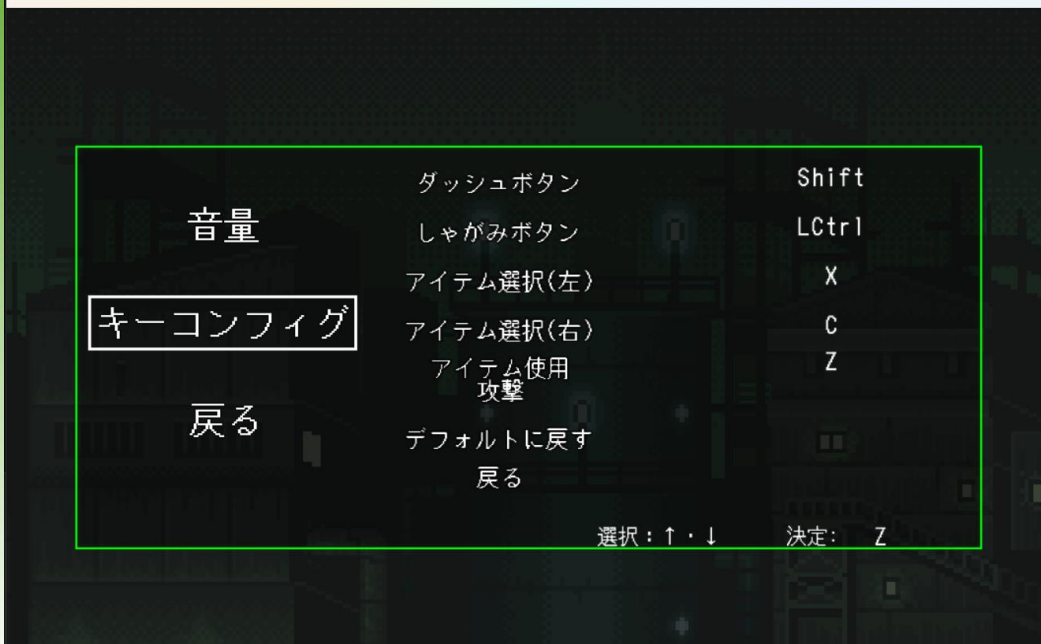 音量
キーコンフィグ
戻る
ダッシュボタン Shift
しゃがみボタン LCtrl
アイテム選択(左) X
アイテム選択(右) C
アイテム使用 Z
攻撃
デフォルトに戻す
戻る
選択：↑・↓ 決定: Z